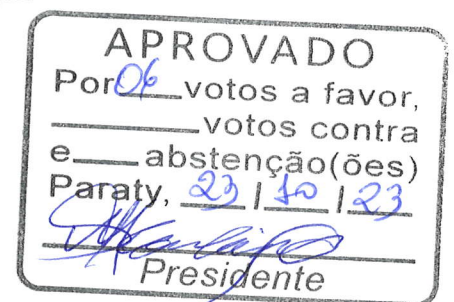 APROVADO
Por 06 votos a favor,
votos contra
e abstenção(ões)
Paraty, 23 / 10 / 23
Presidente